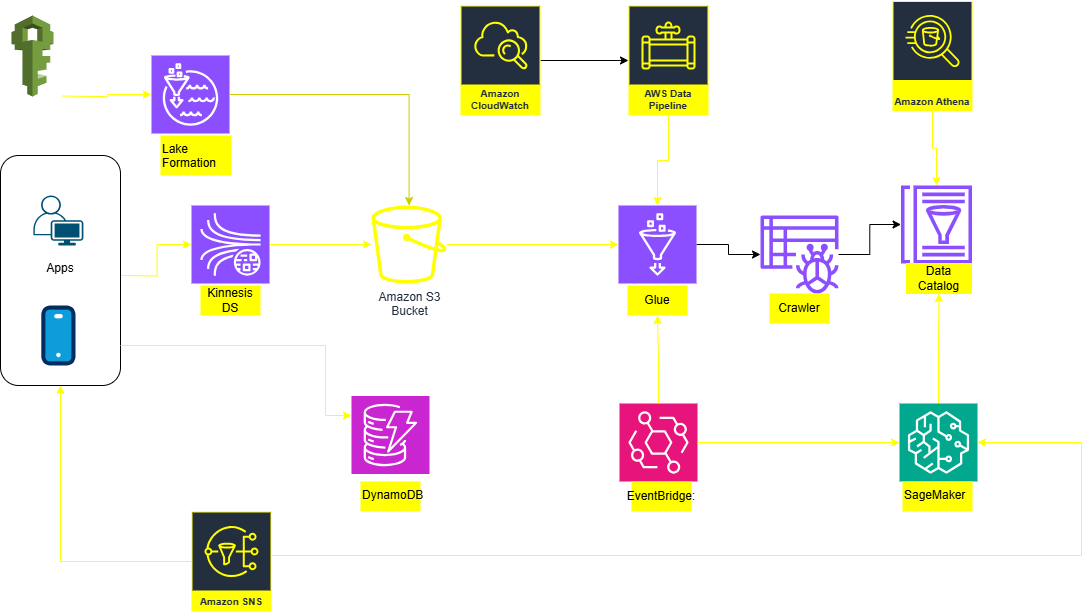 Amazon
CloudWatch
AWS Data
Pipeline
Amazon Athena
Lake
Formation
Apps
Kinnesis
DS
Amazon S3
Bucket
Glue
Crawler
Data
Catalog
DynamoDB
EventBridge:
SageMaker
Amazon SNS